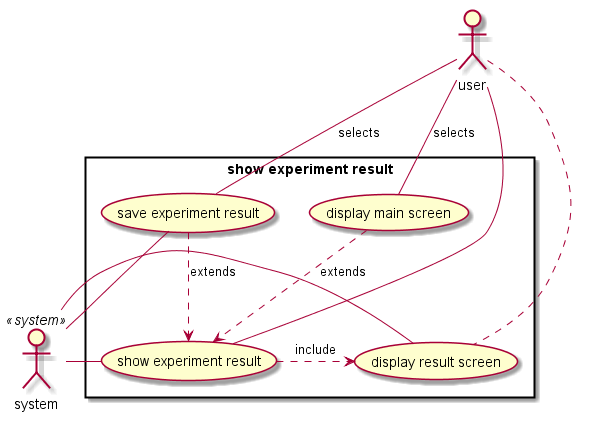 user
selects
selects
show experiment result
save experiment result
display main screen
extends
extends
«system»
system
show experiment result
include
display result screen